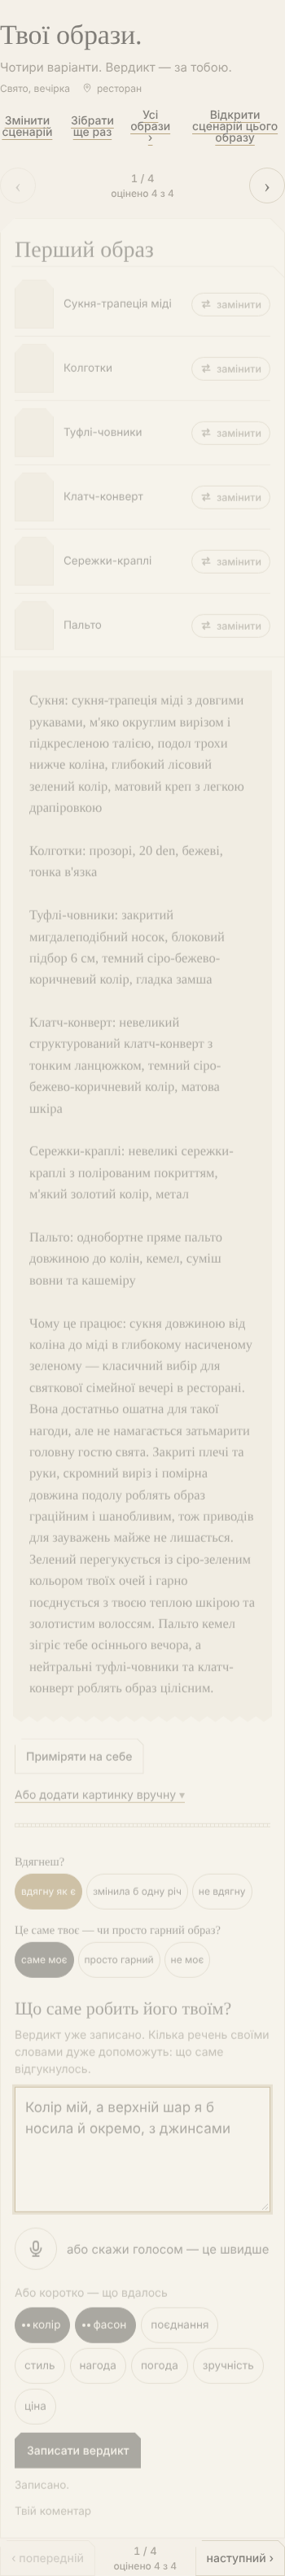 Твої образи.
Чотири варіанти. Вердикт — за тобою.
Свято, вечірка ресторан
Змінити сценарій
Зібрати ще раз
Усі образи ›
Відкрити сценарій цього образу
‹
1 / 4
оцінено 4 з 4
›
Перший образ
Сукня-трапеція міді ⇄ замінити
Колготки ⇄ замінити
Туфлі-човники ⇄ замінити
Клатч-конверт ⇄ замінити
Сережки-краплі ⇄ замінити
Пальто ⇄ замінити
Сукня: сукня-трапеція міді з довгими
рукавами, м'яко округлим вирізом і
підкресленою талією, подол трохи
нижче коліна, глибокий лісовий
зелений колір, матовий креп з легкою
драпіровкою
Колготки: прозорі, 20 den, бежеві,
тонка в'язка
Туфлі-човники: закритий
мигдалеподібний носок, блоковий
підбор 6 см, темний сіро-бежево-
коричневий колір, гладка замша
Клатч-конверт: невеликий
структурований клатч-конверт з
тонким ланцюжком, темний сіро-
бежево-коричневий колір, матова
шкіра
Сережки-краплі: невеликі сережки-
краплі з полірованим покриттям,
м'який золотий колір, метал
Пальто: однобортне пряме пальто
довжиною до колін, кемел, суміш
вовни та кашеміру
Чому це працює: сукня довжиною від
коліна до міді в глибокому насиченому
зеленому — класичний вибір для
святкової сімейної вечері в ресторані.
Вона достатньо ошатна для такої
нагоди, але не намагається затьмарити
головну гостю свята. Закриті плечі та
руки, скромний виріз і помірна
довжина подолу роблять образ
граційним і шанобливим, тож приводів
для зауважень майже не лишається.
Зелений перегукується із сіро-зеленим
кольором твоїх очей і гарно
поєднується з твоєю теплою шкірою та
золотистим волоссям. Пальто кемел
зігріє тебе осіннього вечора, а
нейтральні туфлі-човники та клатч-
конверт роблять образ цілісним.
Приміряти на себе
Або додати картинку вручну ▾
Вдягнеш?
вдягну як є
змінила б одну річ
не вдягну
Це саме твоє — чи просто гарний образ?
саме моє
просто гарний
не моє
Що саме робить його твоїм?
Вердикт уже записано. Кілька речень своїми
словами дуже допоможуть: що саме
відгукнулось.
Колір мій, а верхній шар я б
носила й окремо, з джинсами
або скажи голосом — це швидше
Або коротко — що вдалось
•• колір
•• фасон
поєднання
стиль
нагода
погода
зручність
ціна
Записати вердикт
Записано.
Твій коментар
‹ попередній
1 / 4
оцінено 4 з 4
наступний ›